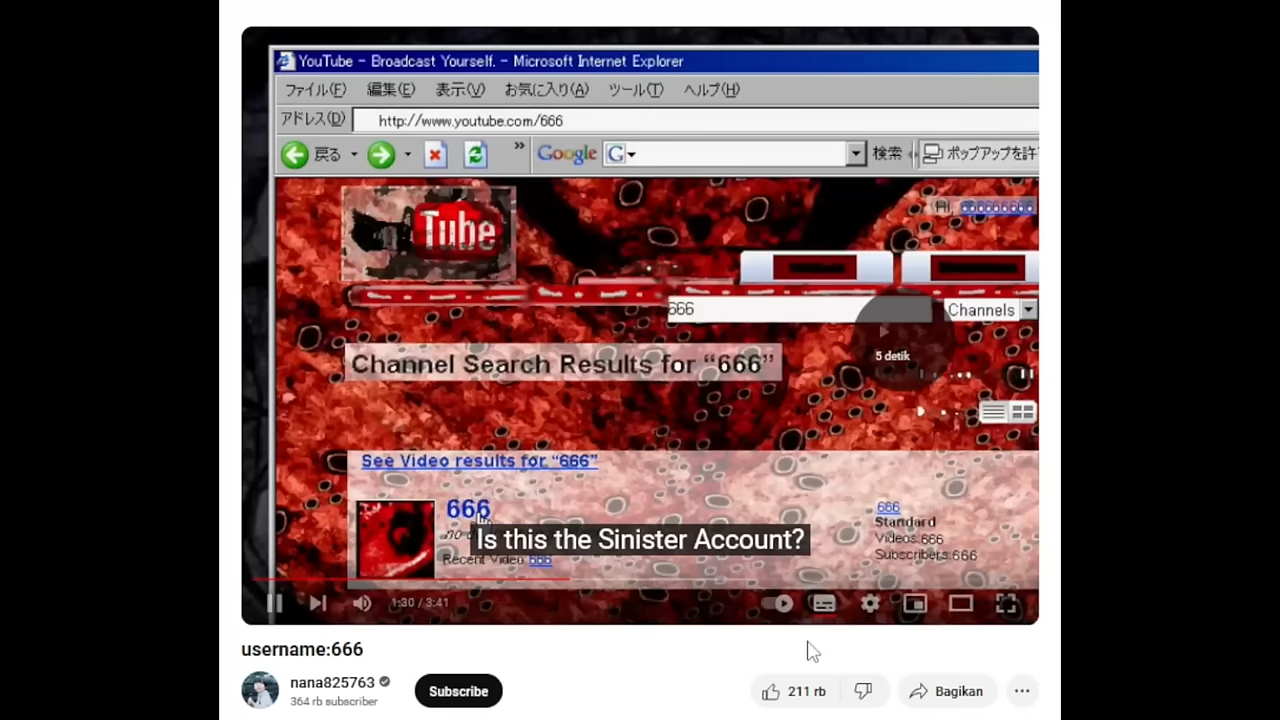 YouTube - Broadcast Yourself. - Microsoft Internet Explorer
ファイル(F) 編集(E) 表示(V) お気に入り(A) ツール(T) ヘルプ(H)
アドレス(D) http://www.youtube.com/666
戻る » Google G 検索 ポップアップを許
Tube
Hi, 666666666
666 Channels
5 detik
Channel Search Results for “666”
See Video results for “666”
666
666
no
Standard
Is this the Sinister Account?
Videos:666
Recent Video: 666
Subscribers:666
1:30 / 3:41
username:666
nana825763
364 rb subscriber
Subscribe
211 rb
Bagikan